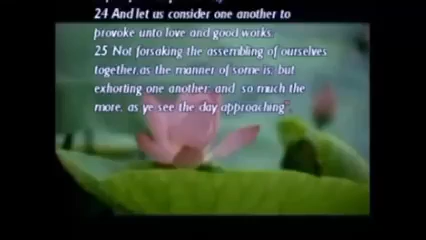 24 And let us consider one another to
provoke unto love and good works.
25 Not forsaking the assembling of ourselves
together, as the manner of some is; but
exhorting one another: and so much the
more, as ye see the day approaching".